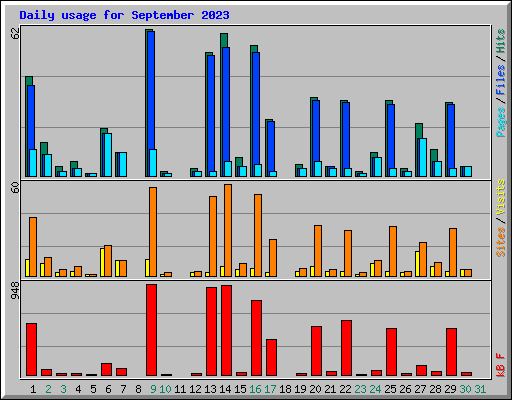 Daily usage for September 2023
62
Pages / Files / Hits
60
Sites / Visits
948
kB F
1 2 3 4 5 6 7 8 9 10 11 12 13 14 15 16 17 18 19 20 21 22 23 24 25 26 27 28 29 30 31